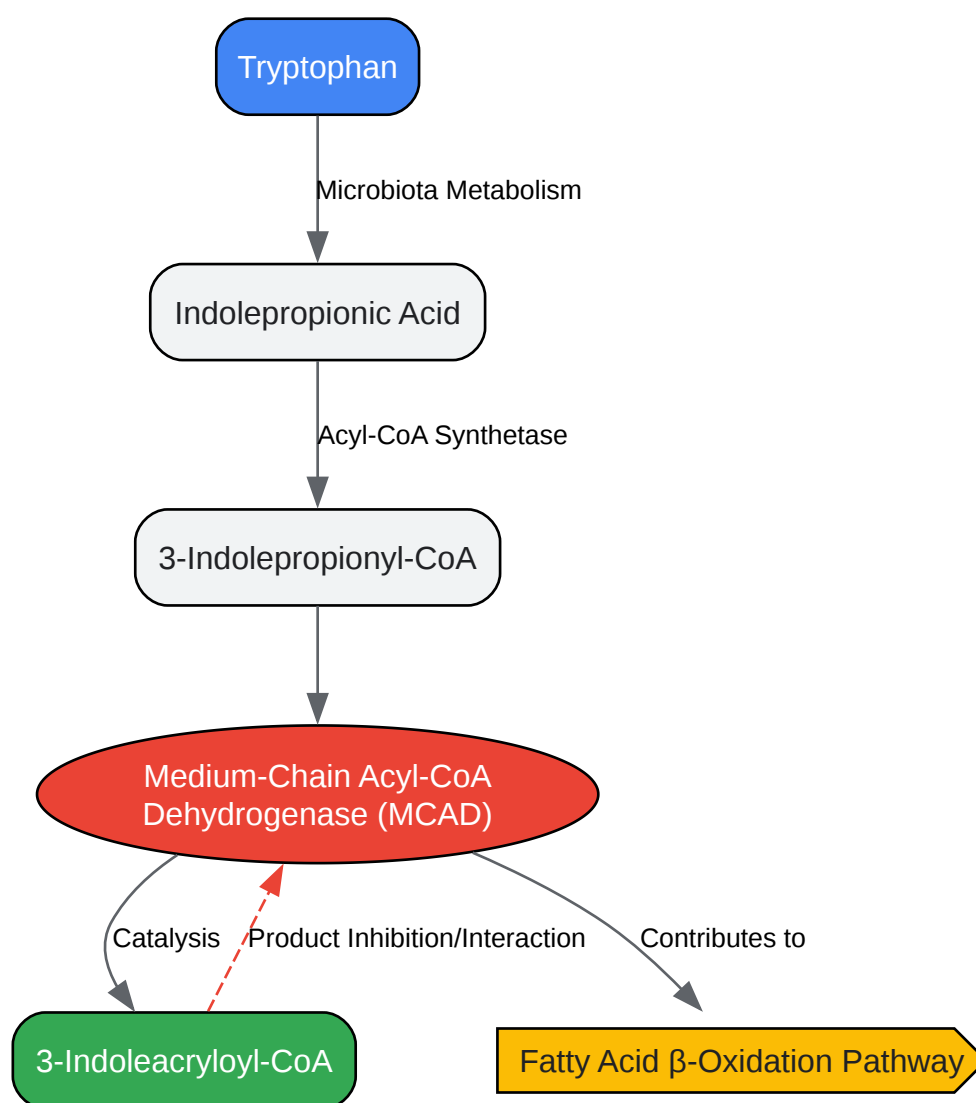 Tryptophan
Microbiota Metabolism
Indolepropionic Acid
Acyl-CoA Synthetase
3-Indolepropionyl-CoA
Medium-Chain Acyl-CoA
Dehydrogenase (MCAD)
Catalysis
Product Inhibition/Interaction
Contributes to
3-Indoleacryloyl-CoA
Fatty Acid β-Oxidation Pathway